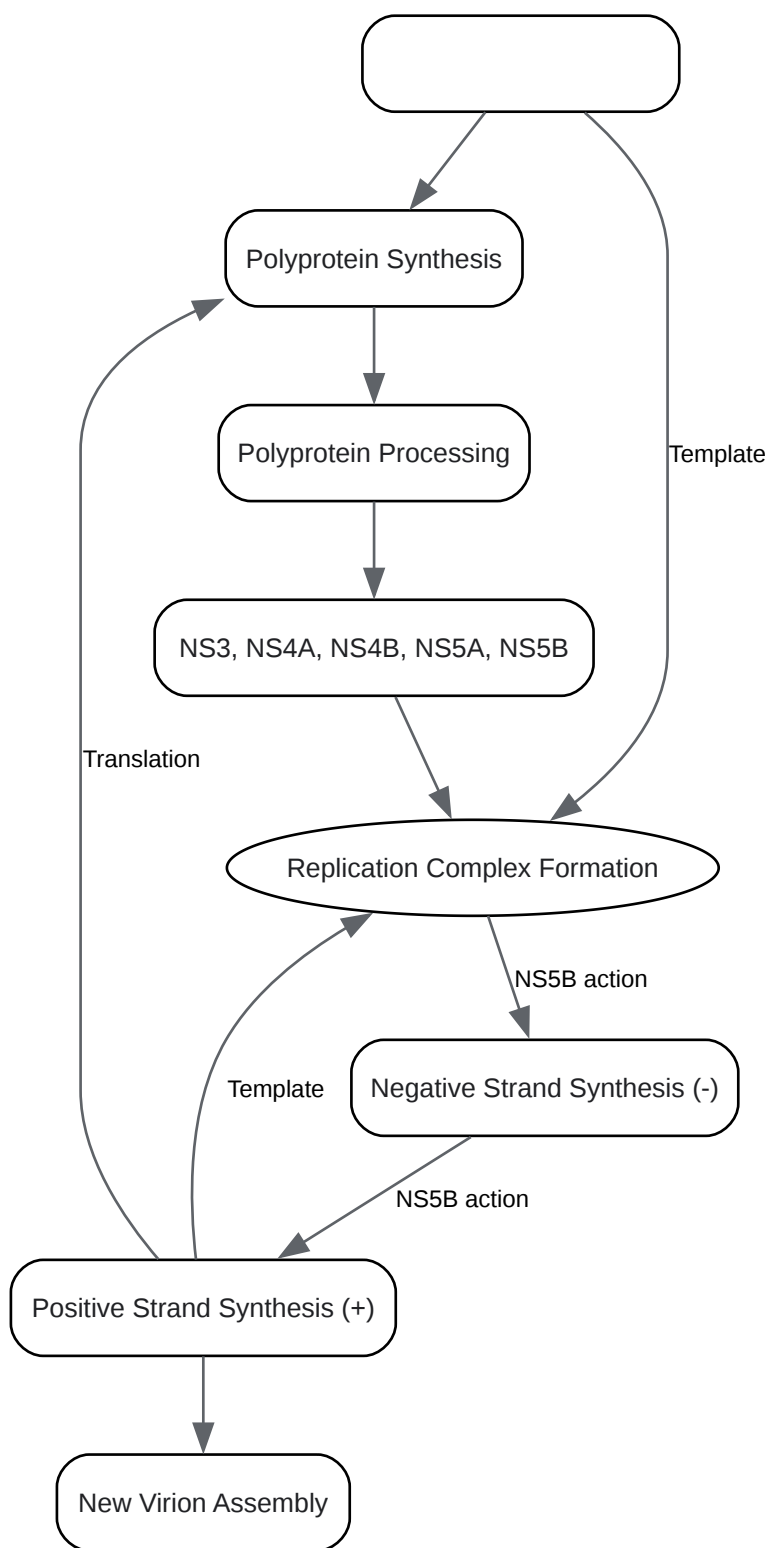 Polyprotein Synthesis
Polyprotein Processing
Template
NS3, NS4A, NS4B, NS5A, NS5B
Translation
Replication Complex Formation
NS5B action
Template
Negative Strand Synthesis (-)
NS5B action
Positive Strand Synthesis (+)
New Virion Assembly